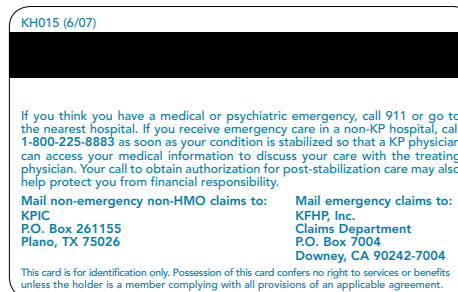 KH015 (6/07)
If you think you have a medical or psychiatric emergency, call 911 or go to
the nearest hospital. If you receive emergency care in a non-KP hospital, call
1-800-225-8883 as soon as your condition is stabilized so that a KP physician
can access your medical information to discuss your care with the treating
physician. Your call to obtain authorization for post-stabilization care may also
help protect you from financial responsibility.
Mail non-emergency non-HMO claims to:
KPIC
P.O. Box 261155
Plano, TX 75026
Mail emergency claims to:
KFHP, Inc.
Claims Department
P.O. Box 7004
Downey, CA 90242-7004
This card is for identification only. Possession of this card confers no right to services or benefits
unless the holder is a member complying with all provisions of an applicable agreement.